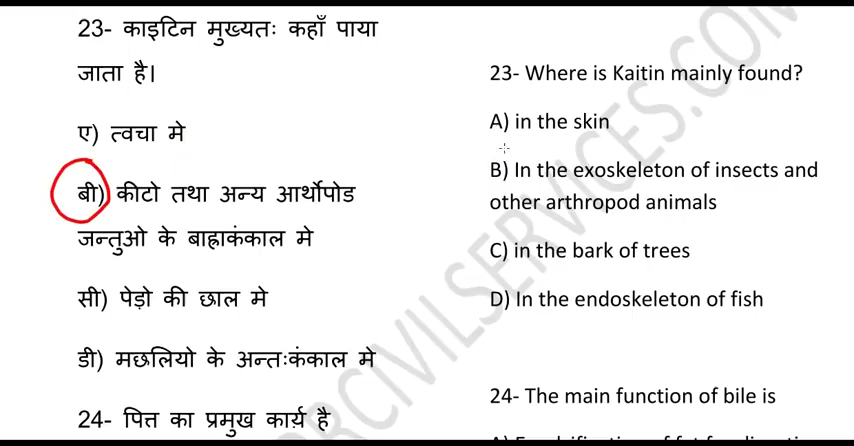 23- काइटिन मुख्यतः कहाँ पाया
जाता है।
ए) त्वचा मे
बी) कीटो तथा अन्य आर्थोपोड
जन्तुओ के बाह्राकंकाल मे
सी) पेड़ो की छाल मे
डी) मछलियो के अन्तःकंकाल मे
24- पित्त का प्रमुख कार्य़ है
23- Where is Kaitin mainly found?
A) in the skin
B) In the exoskeleton of insects and
other arthropod animals
C) in the bark of trees
D) In the endoskeleton of fish
24- The main function of bile is
RCIVILSERVICES.COM